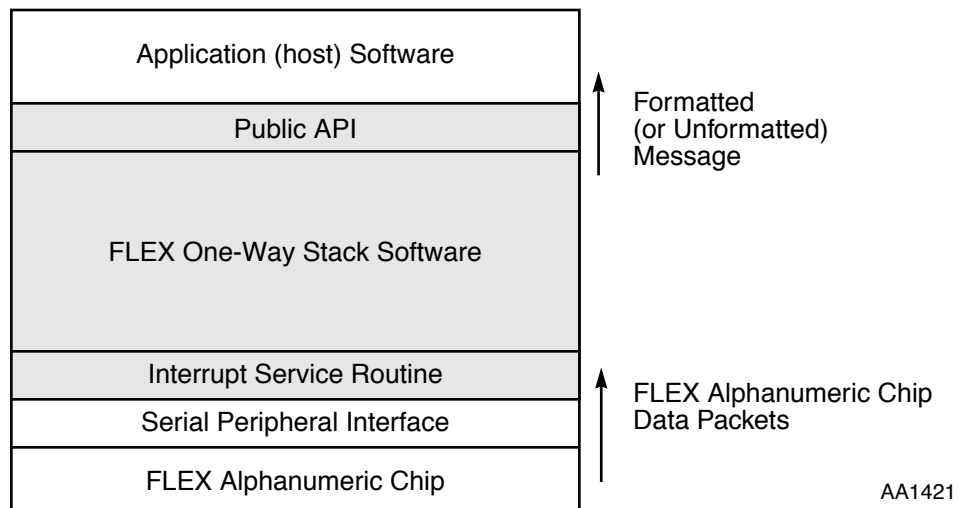 Application (host) Software
Public API
Formatted
(or Unformatted)
Message
FLEX One-Way Stack Software
Interrupt Service Routine
Serial Peripheral Interface
FLEX Alphanumeric Chip
FLEX Alphanumeric Chip
Data Packets
AA1421